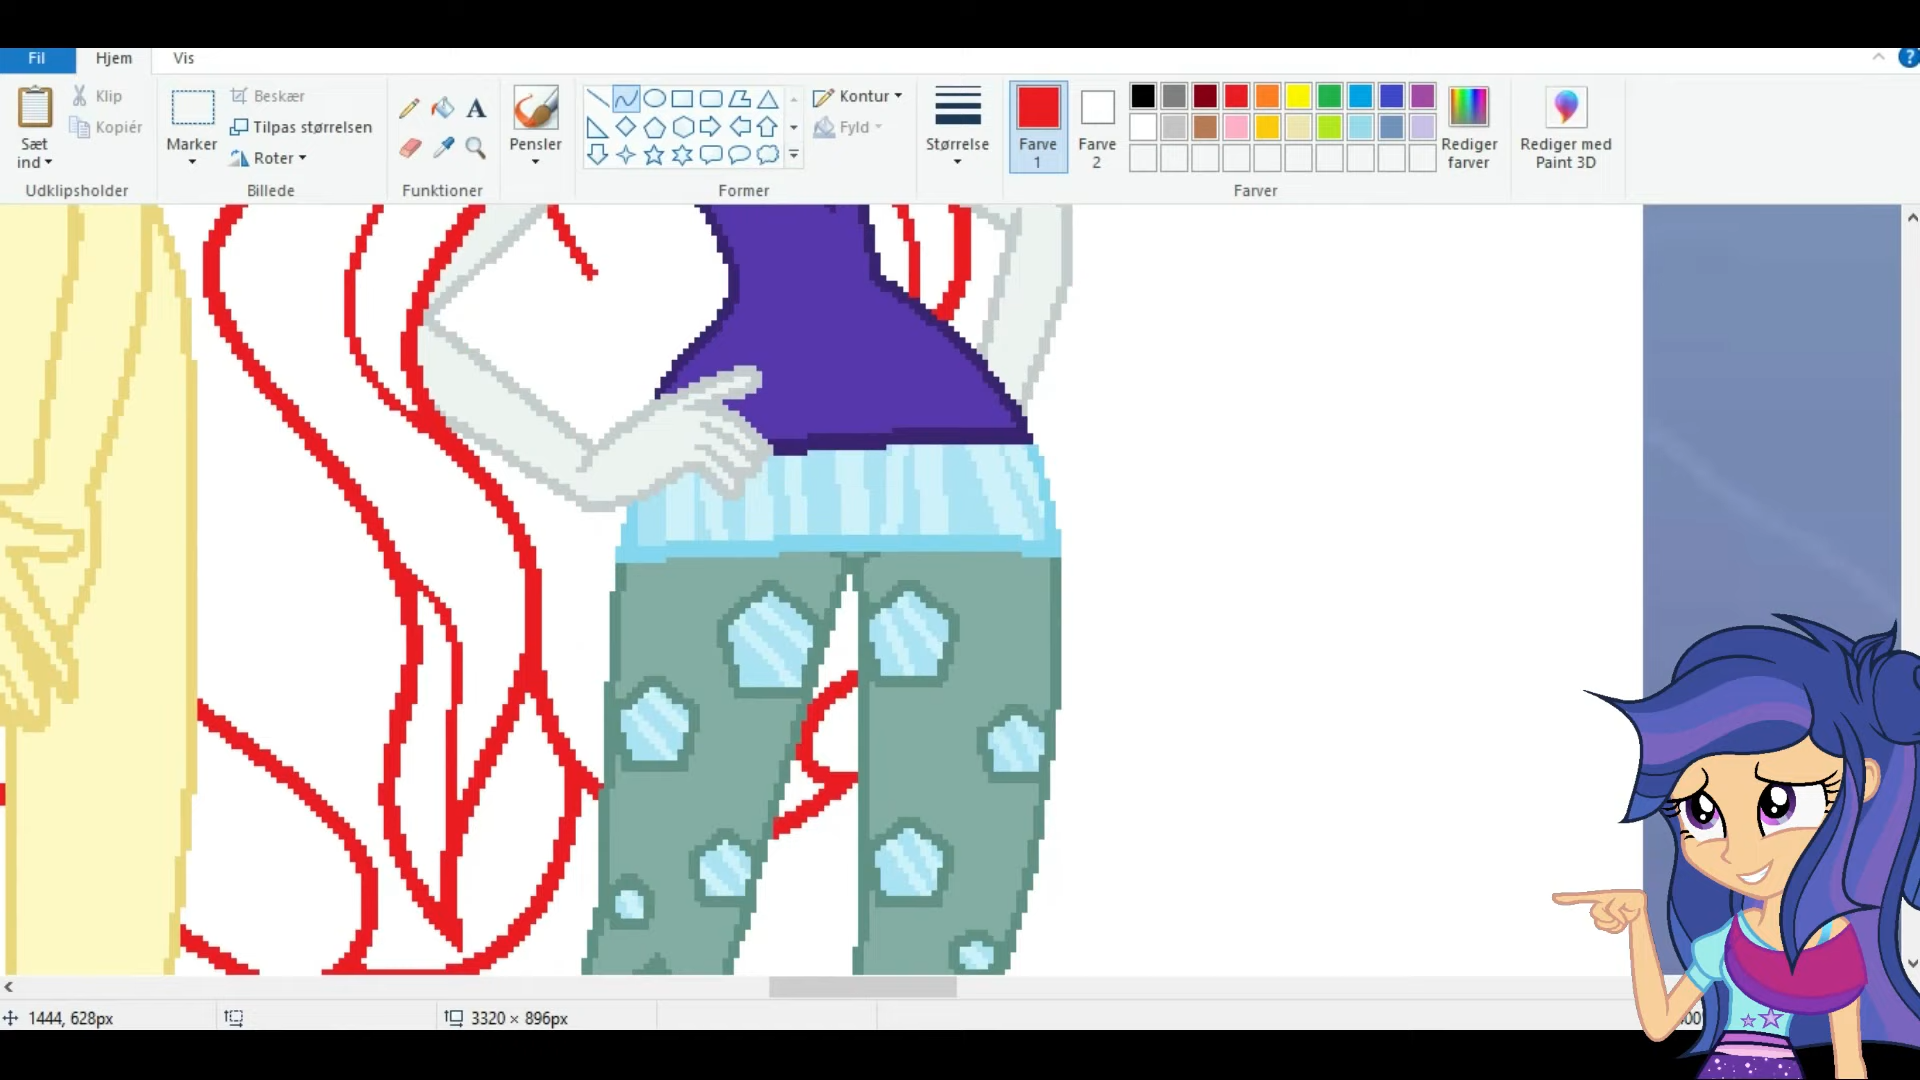 Fil Hjem Vis
Sæt
ind
Klip
Kopiér
Udklipsholder
Marker
Beskær
Tilpas størrelsen
Roter
Billede
A
Funktioner
Pensler
Kontur
Fyld
Former
Størrelse
Farve
1
Farve
2
Rediger
farver
Farver
Rediger med
Paint 3D
?
1444, 628px
3320 × 896px